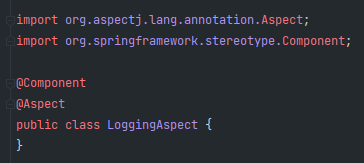 import org.aspectj.lang.annotation.Aspect;
import org.springframework.stereotype.Component;
@Component
@Aspect
public class LoggingAspect {
}